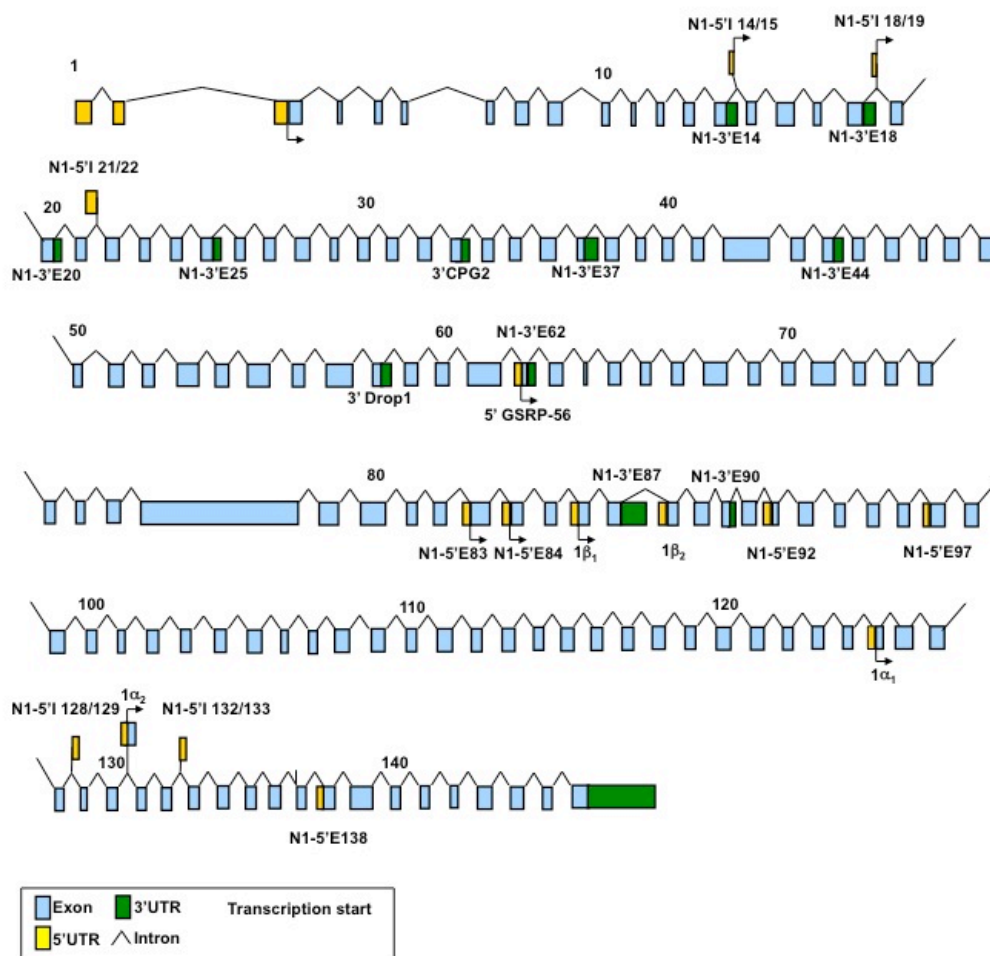 N1-5'I 14/15 N1-5'I 18/19
1 10
N1-3'E14 N1-3'E18
N1-5'I 21/22
20 30 40
N1-3'E20 N1-3'E25 3'CPG2 N1-3'E37 N1-3'E44
50 60 N1-3'E62 70
3' Drop1 5' GSRP-56
80 N1-3'E87 N1-3'E90
N1-5'E83 N1-5'E84 1β₁ 1β₂ N1-5'E92 N1-5'E97
100 110 120
1α₁
N1-5'I 128/129 1α₂ N1-5'I 132/133
130 140
N1-5'E138
Exon 3'UTR Transcription start
5'UTR Intron